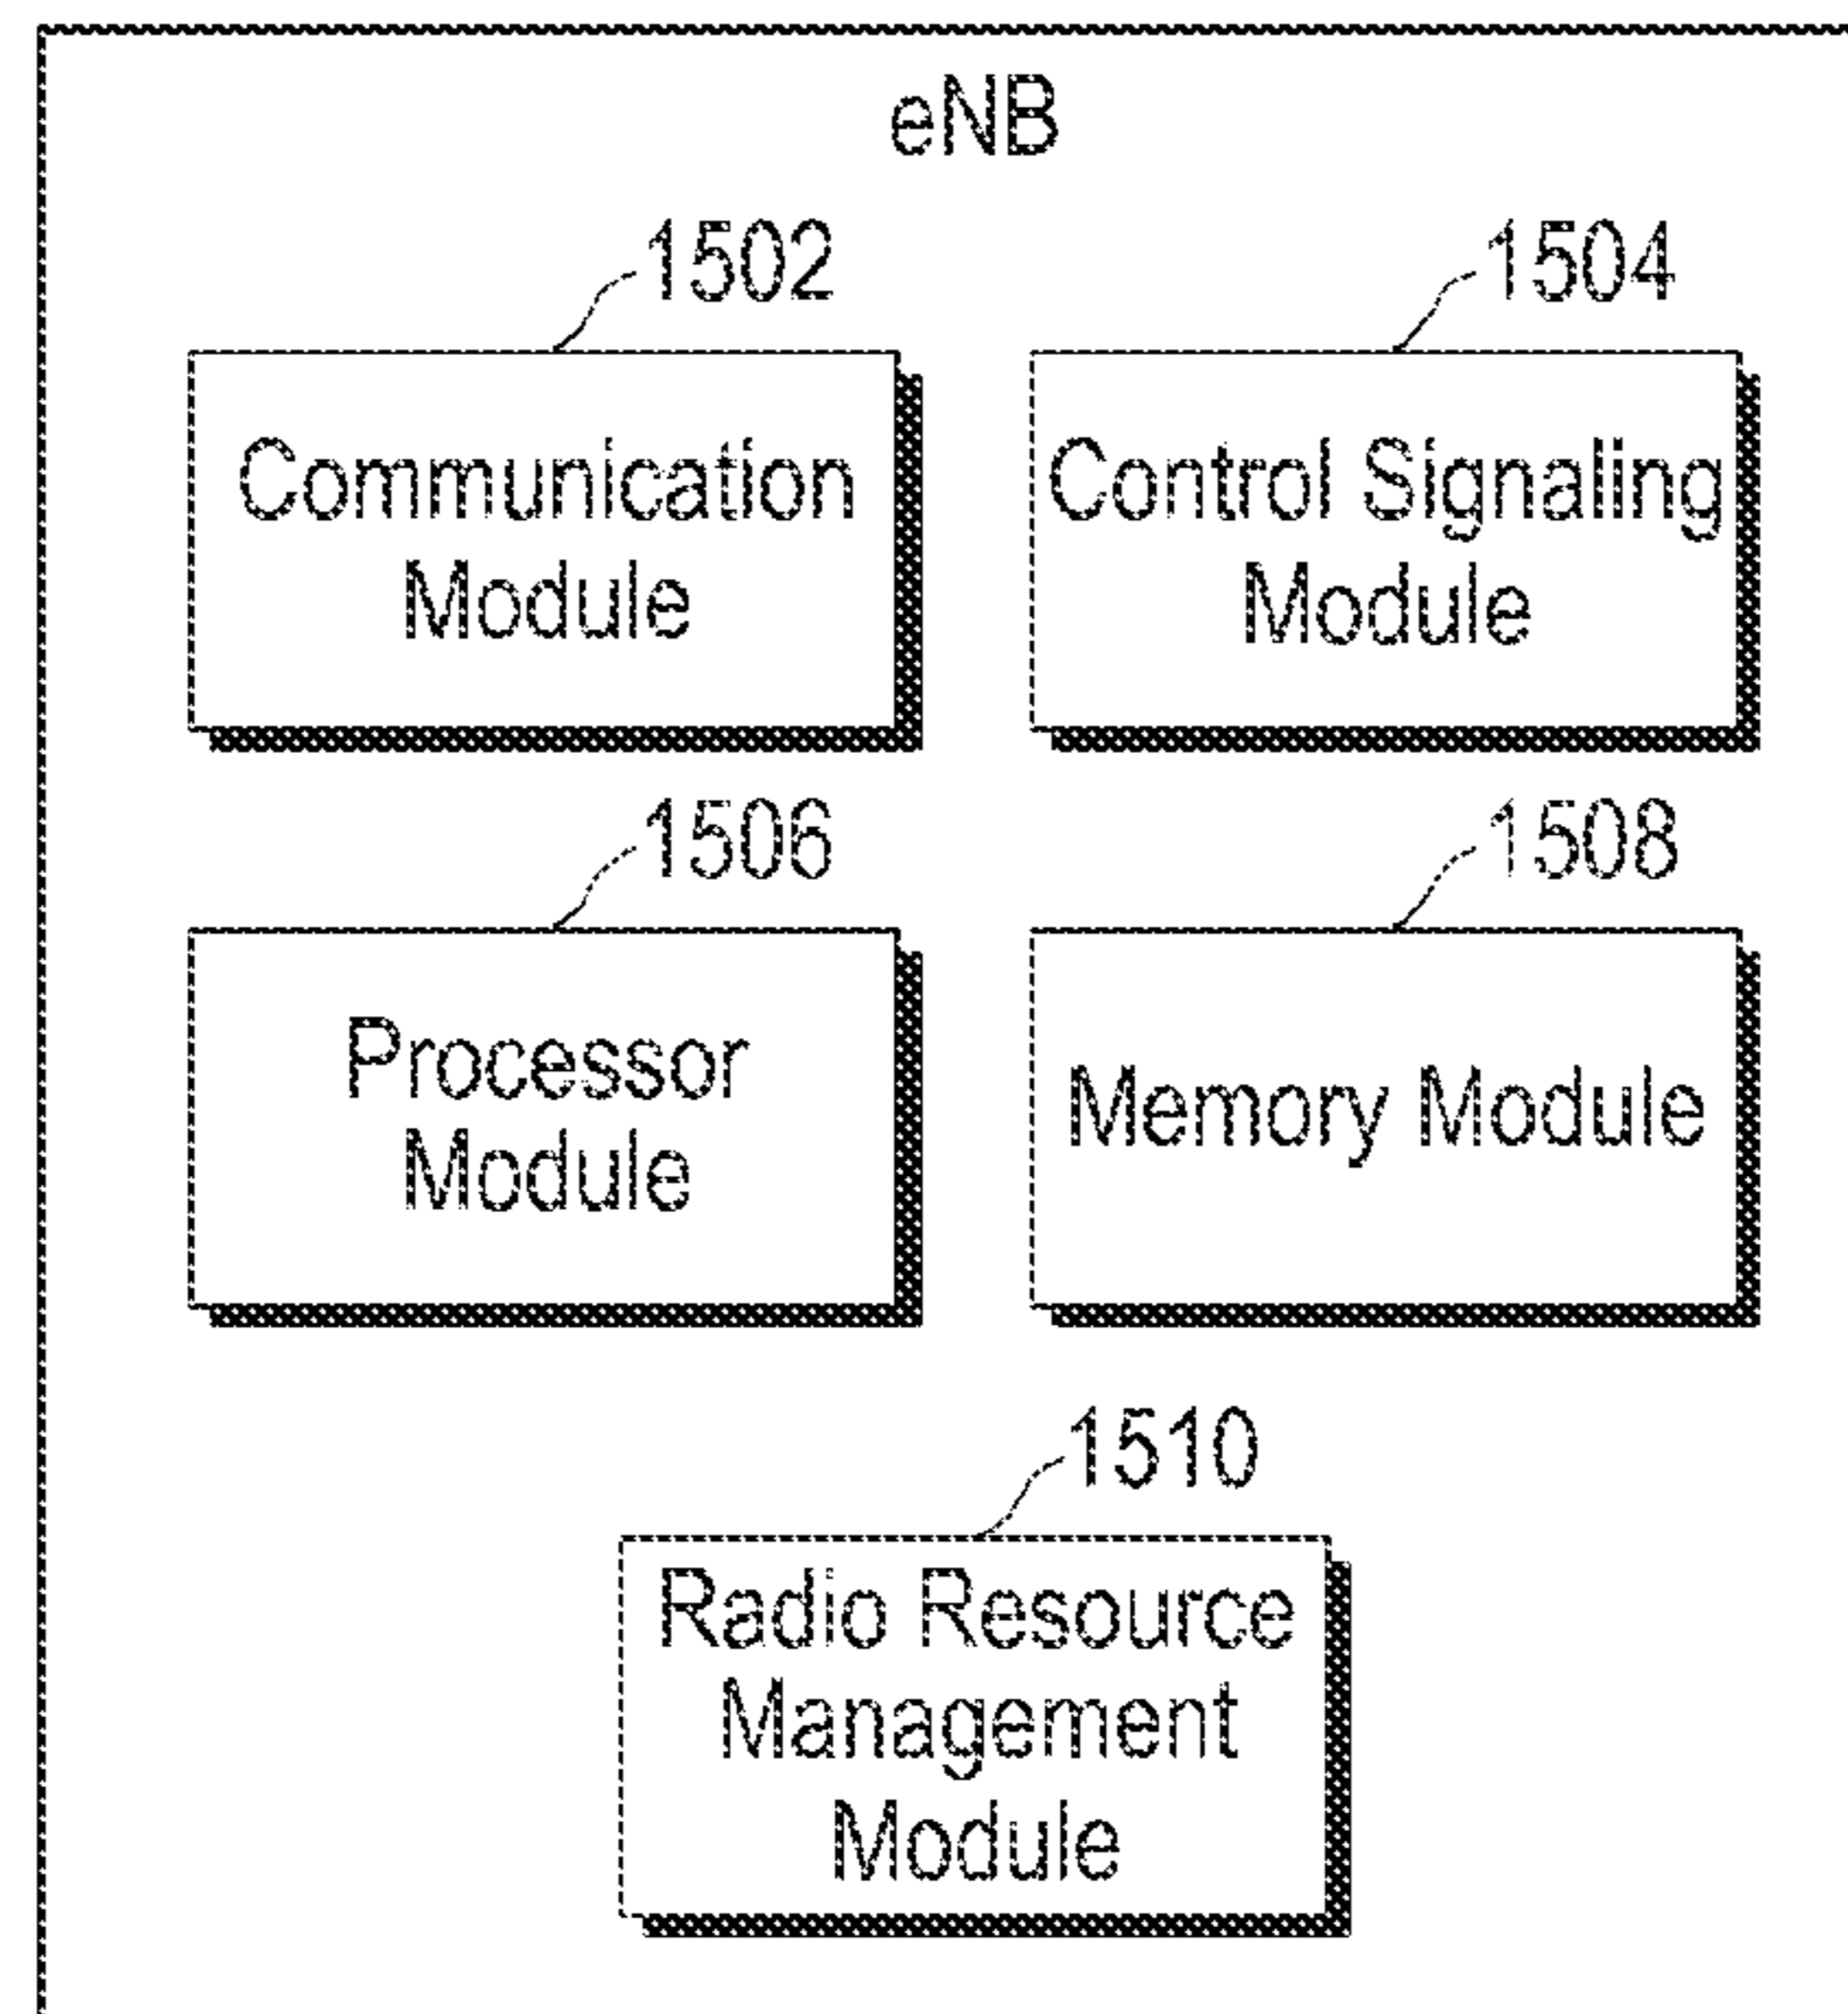 eNB
1502
1504
Communication
Module
Control Signaling
Module
1506
1508
Processor
Module
Memory Module
1510
Radio Resource
Management
Module